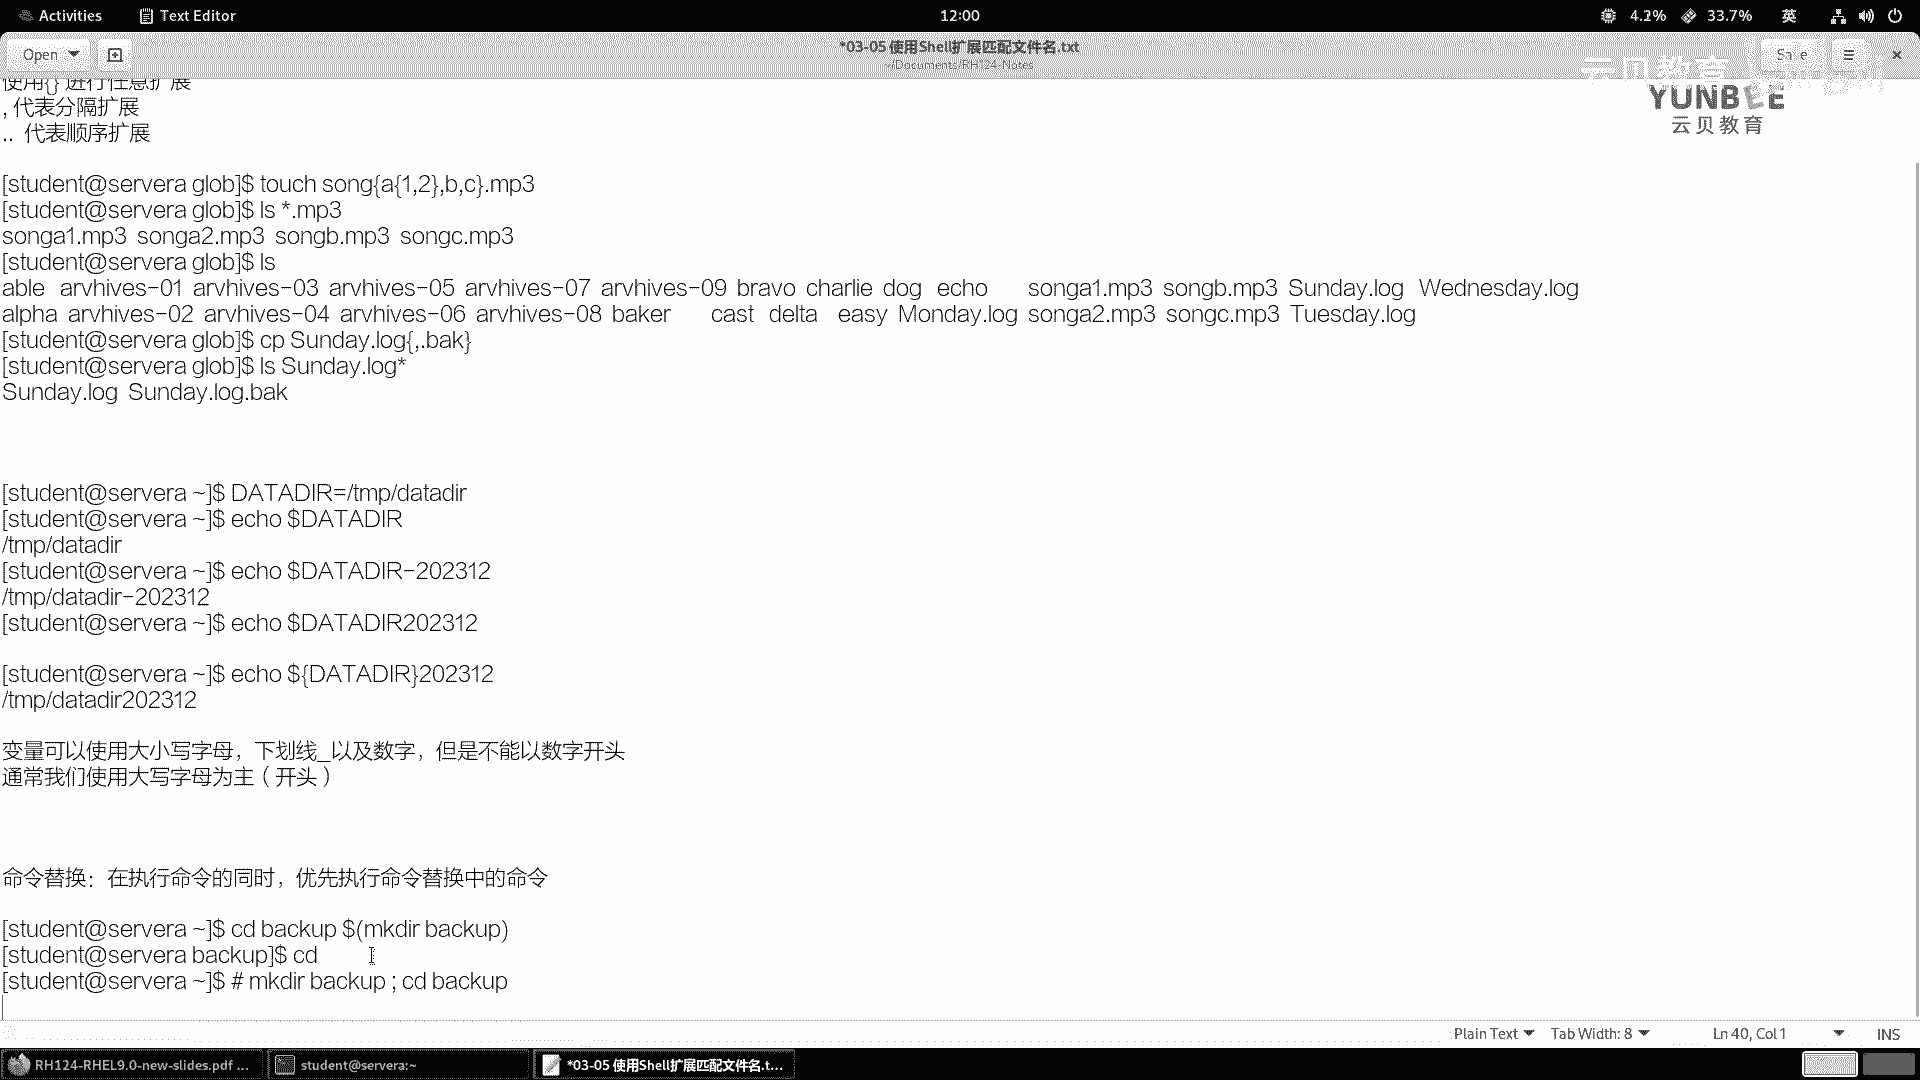 Activities
Text Editor
12:00
4.2%
33.7%
英
Open
*03-05 使用Shell扩展匹配文件名.txt
~/Documents/RH124-Notes
YUNBEE
云贝教育
使用{} 进行任意扩展
, 代表分隔扩展
.. 代表顺序扩展
[student@servera glob]$ touch song{a{1,2},b,c}.mp3
[student@servera glob]$ ls *.mp3
songa1.mp3 songa2.mp3 songb.mp3 songc.mp3
[student@servera glob]$ ls
able arvhives-01 arvhives-03 arvhives-05 arvhives-07 arvhives-09 bravo charlie dog echo songa1.mp3 songb.mp3 Sunday.log Wednesday.log
alpha arvhives-02 arvhives-04 arvhives-06 arvhives-08 baker cast delta easy Monday.log songa2.mp3 songc.mp3 Tuesday.log
[student@servera glob]$ cp Sunday.log{,.bak}
[student@servera glob]$ ls Sunday.log*
Sunday.log Sunday.log.bak
[student@servera ~]$ DATADIR=/tmp/datadir
[student@servera ~]$ echo $DATADIR
/tmp/datadir
[student@servera ~]$ echo $DATADIR-202312
/tmp/datadir-202312
[student@servera ~]$ echo $DATADIR202312
[student@servera ~]$ echo ${DATADIR}202312
/tmp/datadir202312
变量可以使用大小写字母，下划线_以及数字，但是不能以数字开头
通常我们使用大写字母为主（开头）
命令替换：在执行命令的同时，优先执行命令替换中的命令
[student@servera ~]$ cd backup $(mkdir backup)
[student@servera backup]$ cd
[student@servera ~]$ # mkdir backup ; cd backup
Plain Text
Tab Width: 8
Ln 40, Col 1
INS
RH124-RHEL9.0-new-slides.pdf ...
student@servera:~
*03-05 使用Shell扩展匹配文件名.t...